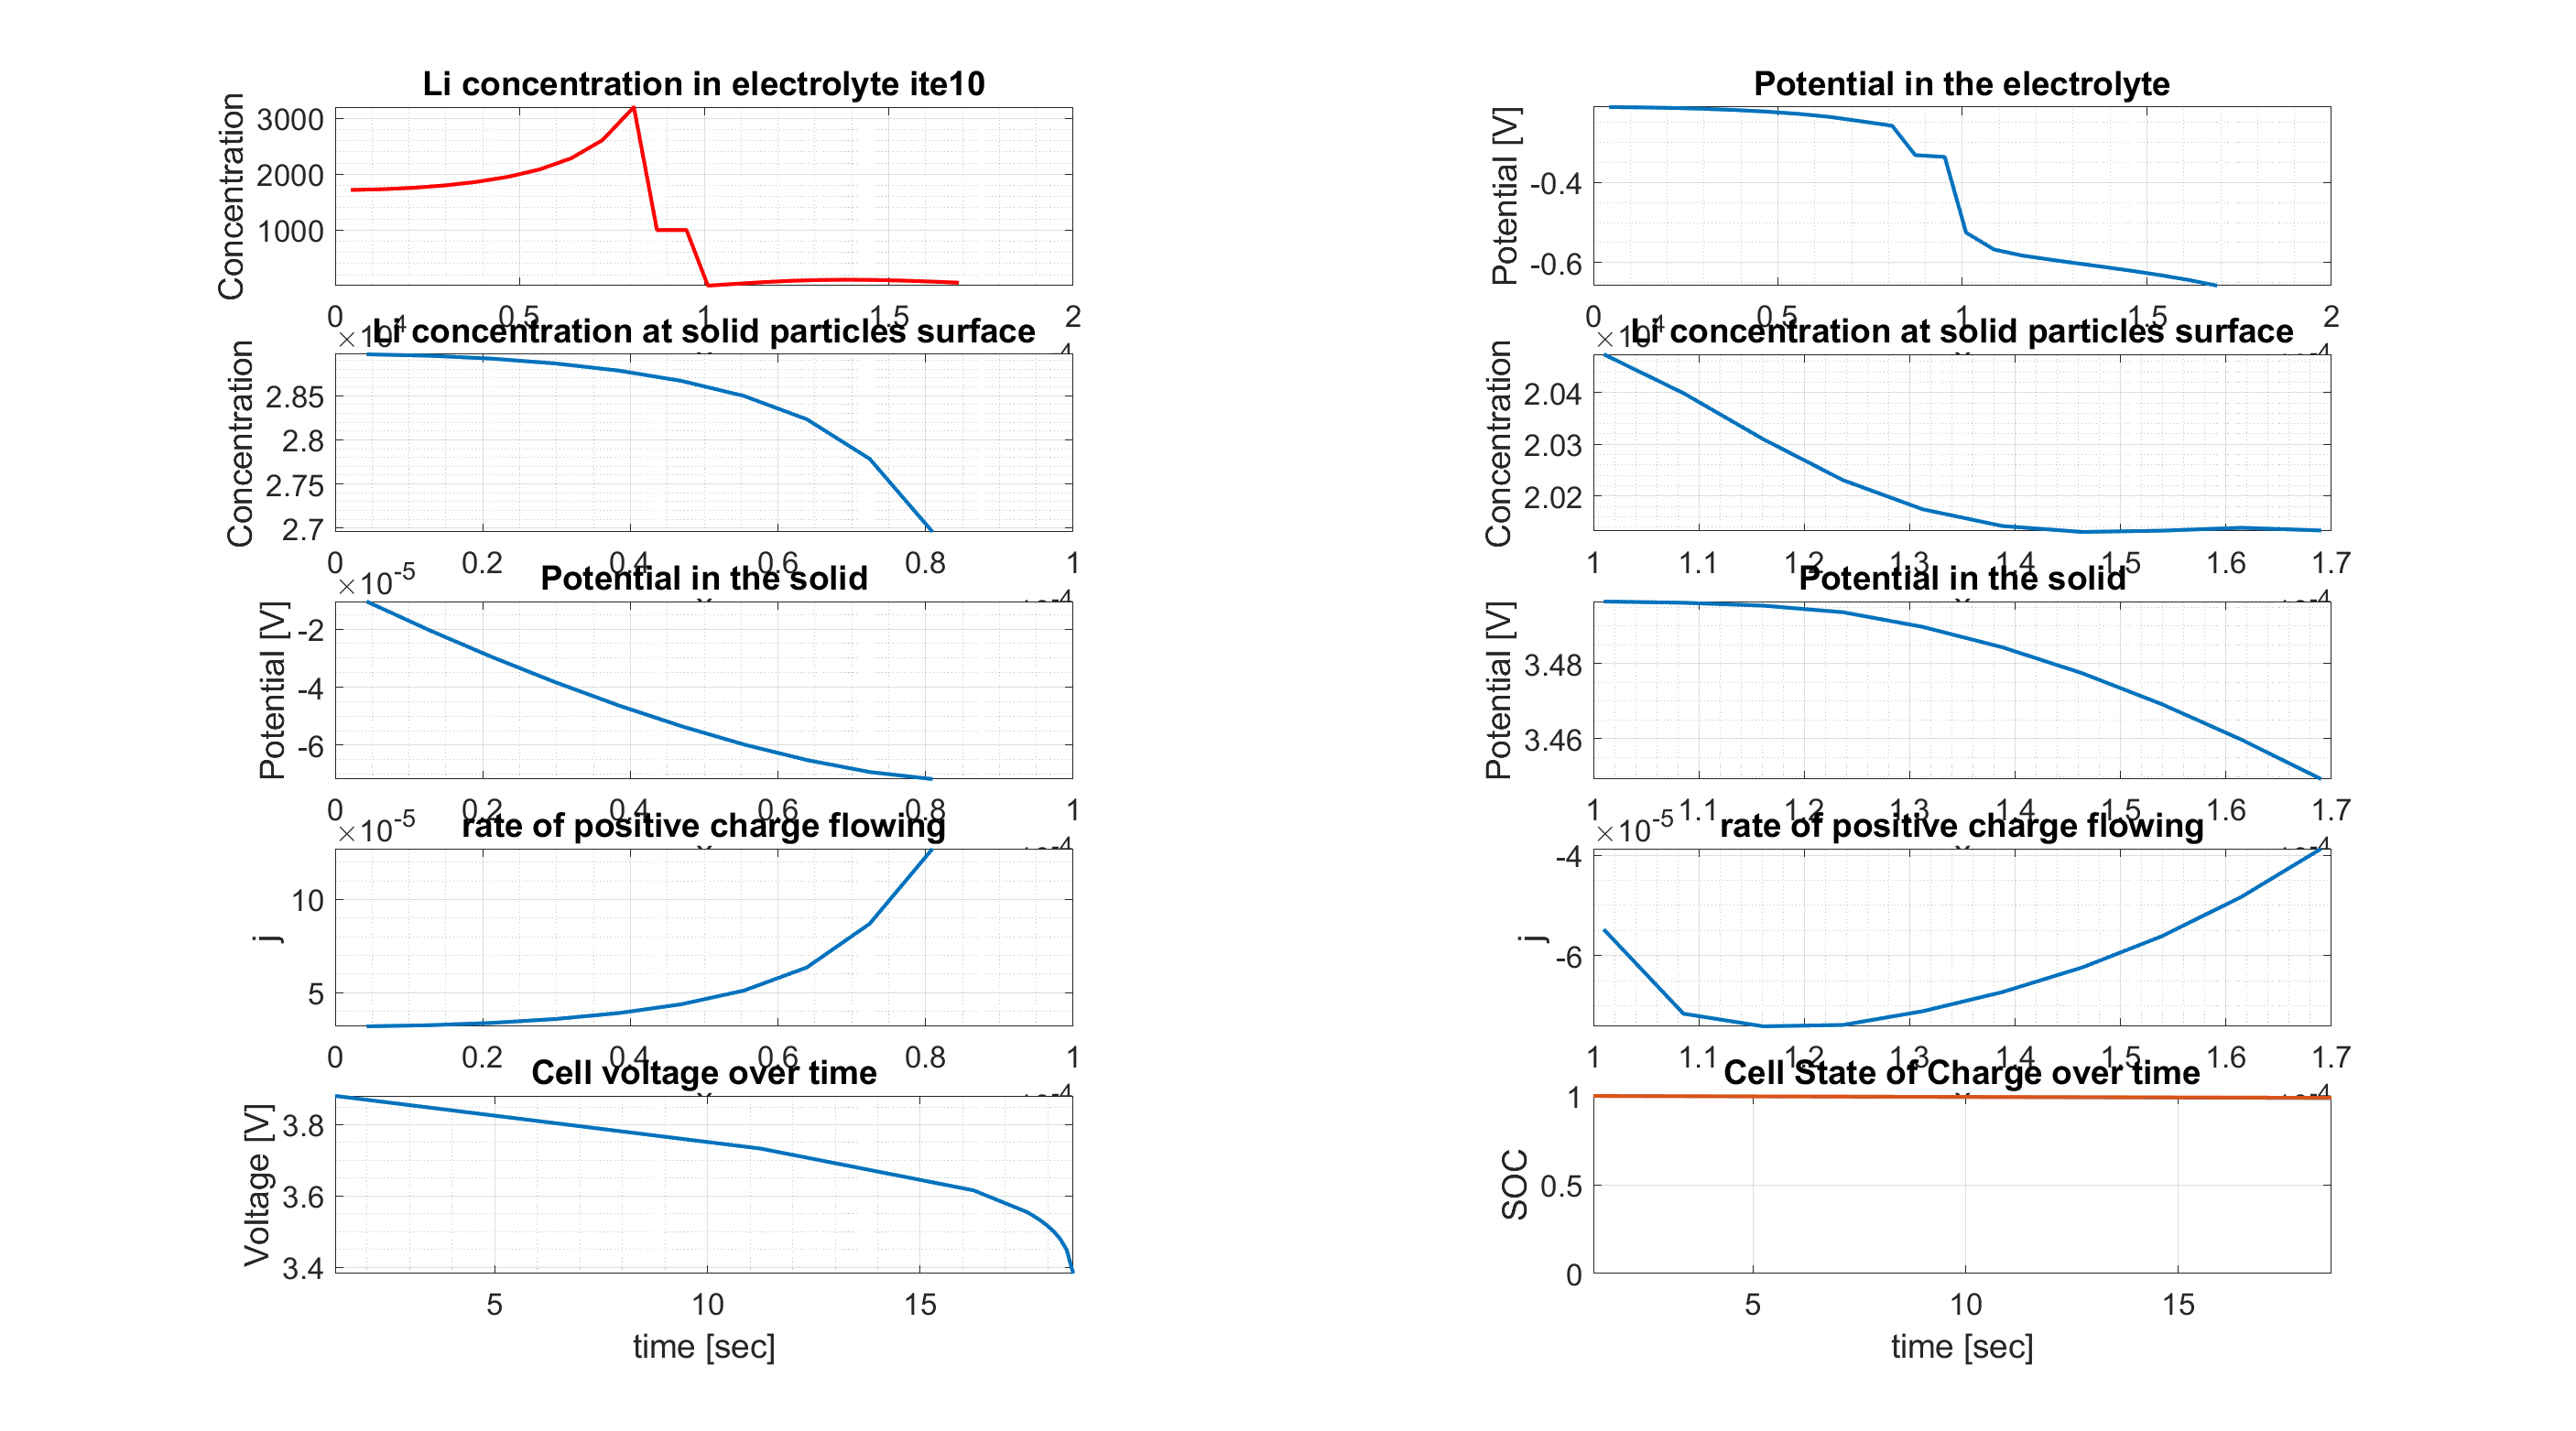 Li concentration in electrolyte ite10
Concentration
3000
2000
1000
0 0.5 1 1.5 2
Potential in the electrolyte
Potential [V]
-0.4
-0.6
0 0.5 1 1.5 2
×10^4
Li concentration at solid particles surface
Concentration
2.85
2.8
2.75
2.7
0 0.2 0.4 0.6 0.8 1
×10^4
Li concentration at solid particles surface
Concentration
2.04
2.03
2.02
1 1.1 1.2 1.3 1.4 1.5 1.6 1.7
×10^-5
Potential in the solid
Potential [V]
-2
-4
-6
0 0.2 0.4 0.6 0.8 1
Potential in the solid
Potential [V]
3.48
3.46
1 1.1 1.2 1.3 1.4 1.5 1.6 1.7
×10^-5
rate of positive charge flowing
j
10
5
0 0.2 0.4 0.6 0.8 1
×10^-5
rate of positive charge flowing
j
-4
-6
1 1.1 1.2 1.3 1.4 1.5 1.6 1.7
Cell voltage over time
Voltage [V]
3.8
3.6
3.4
5 10 15
time [sec]
Cell State of Charge over time
SOC
1
0.5
0
5 10 15
time [sec]